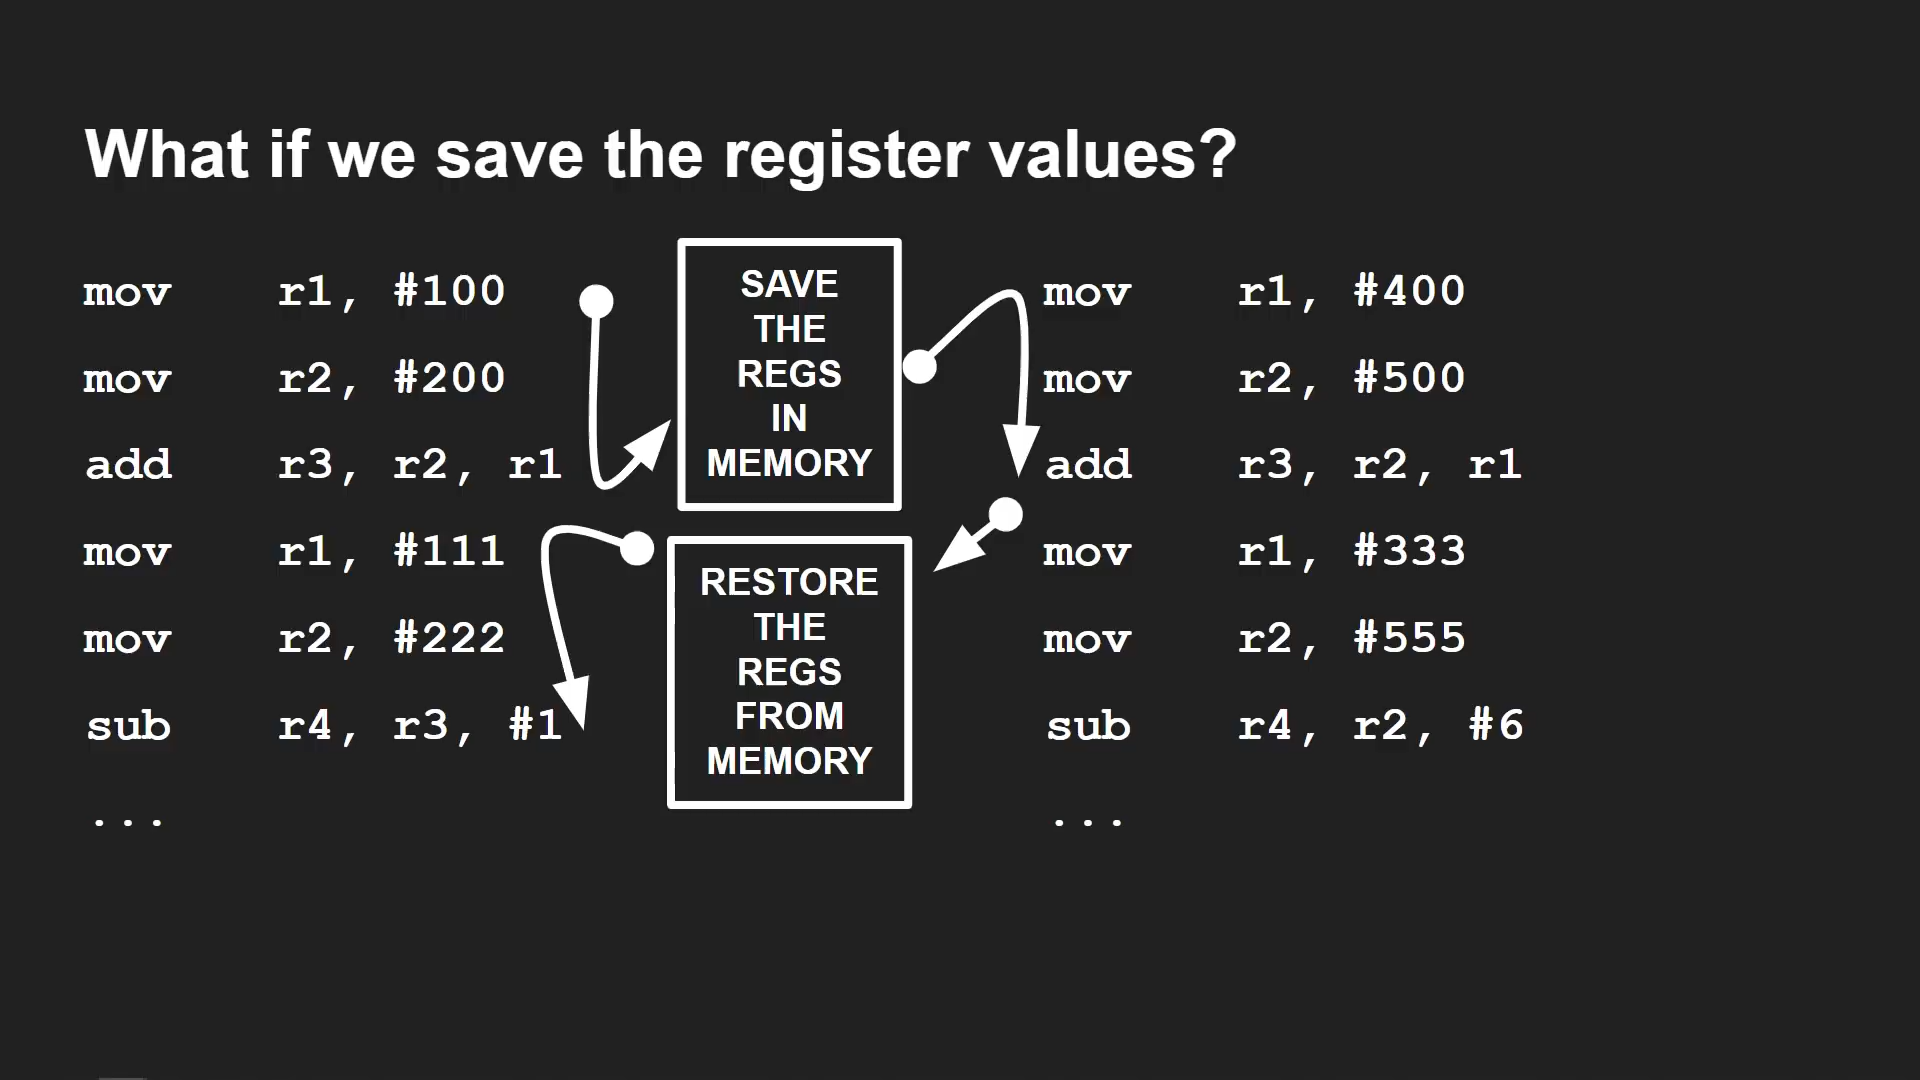 What if we save the register values?
mov r1, #100
mov r2, #200
add r3, r2, r1
mov r1, #111
mov r2, #222
sub r4, r3, #1
...
SAVE
THE
REGS
IN
MEMORY
RESTORE
THE
REGS
FROM
MEMORY
mov r1, #400
mov r2, #500
add r3, r2, r1
mov r1, #333
mov r2, #555
sub r4, r2, #6
...